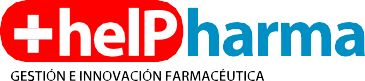 +helPharma
GESTIÓN E INNOVACIÓN FARMACÉUTICA